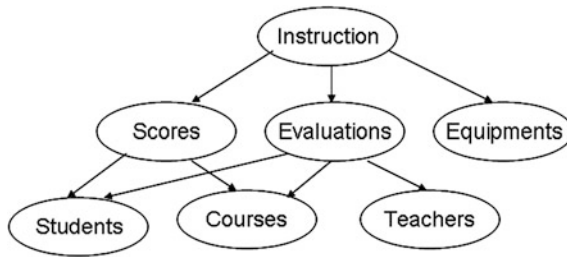 Instruction
Scores
Evaluations
Equipments
Students
Courses
Teachers